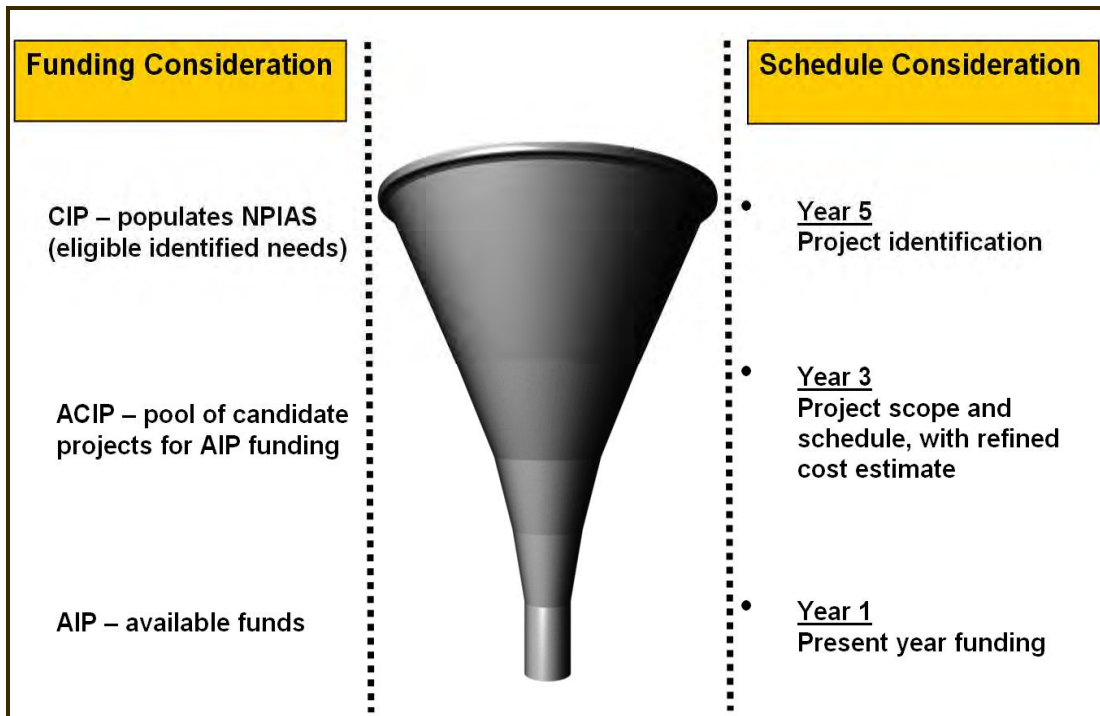 Funding Consideration
CIP – populates NPIAS
(eligible identified needs)
ACIP – pool of candidate
projects for AIP funding
AIP – available funds
Schedule Consideration
• Year 5
Project identification
• Year 3
Project scope and
schedule, with refined
cost estimate
• Year 1
Present year funding